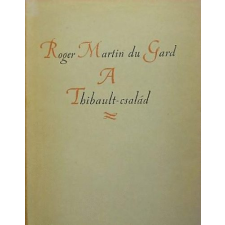 Roger Martin du Gard
A
Thibault-család